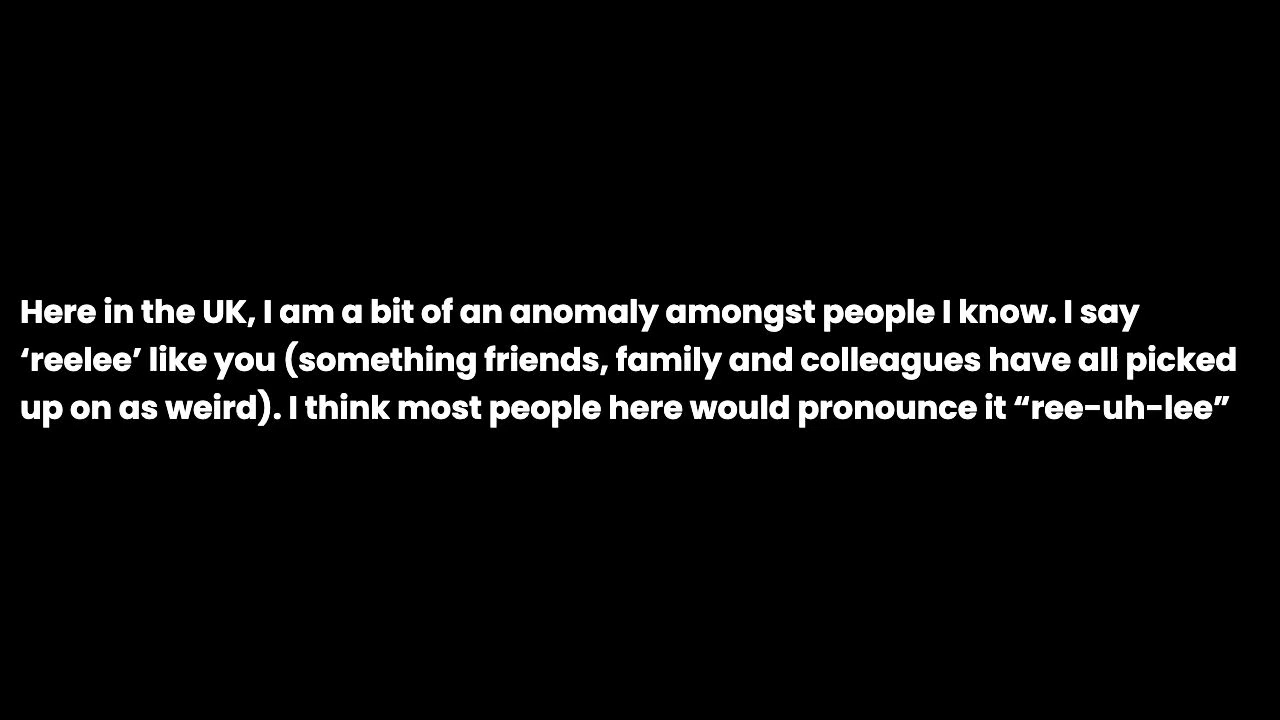 Here in the UK, I am a bit of an anomaly amongst people I know. I say
‘reelee’ like you (something friends, family and colleagues have all picked
up on as weird). I think most people here would pronounce it “ree-uh-lee”